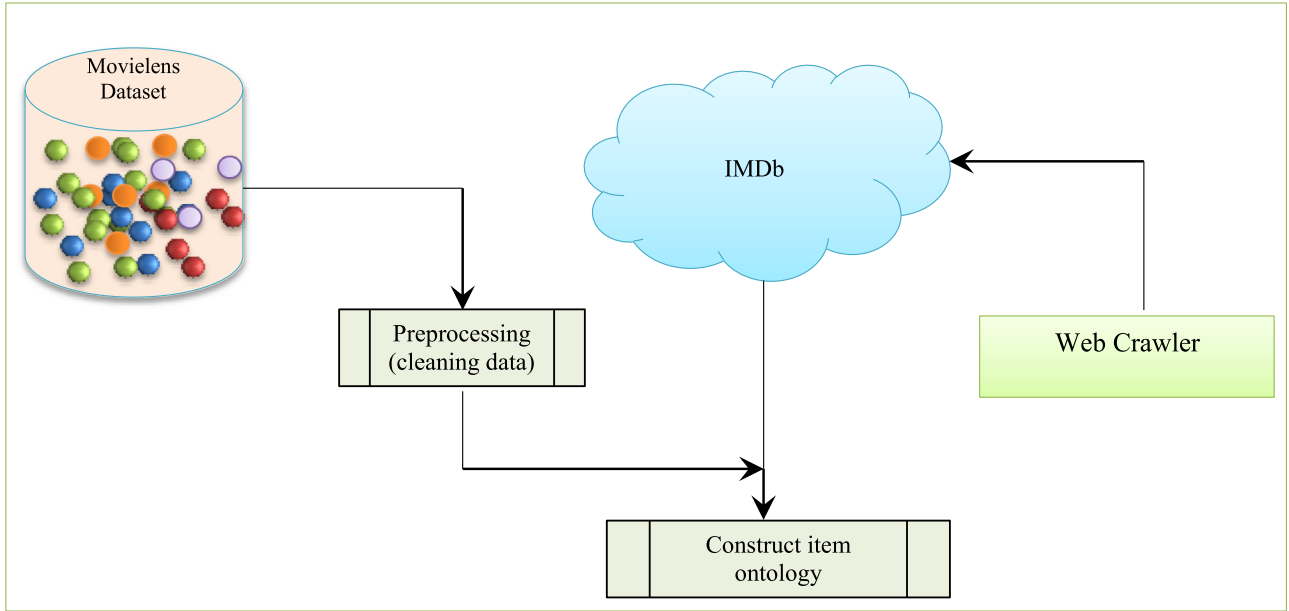 Movielens
Dataset
IMDb
Preprocessing
(cleaning data)
Web Crawler
Construct item
ontology